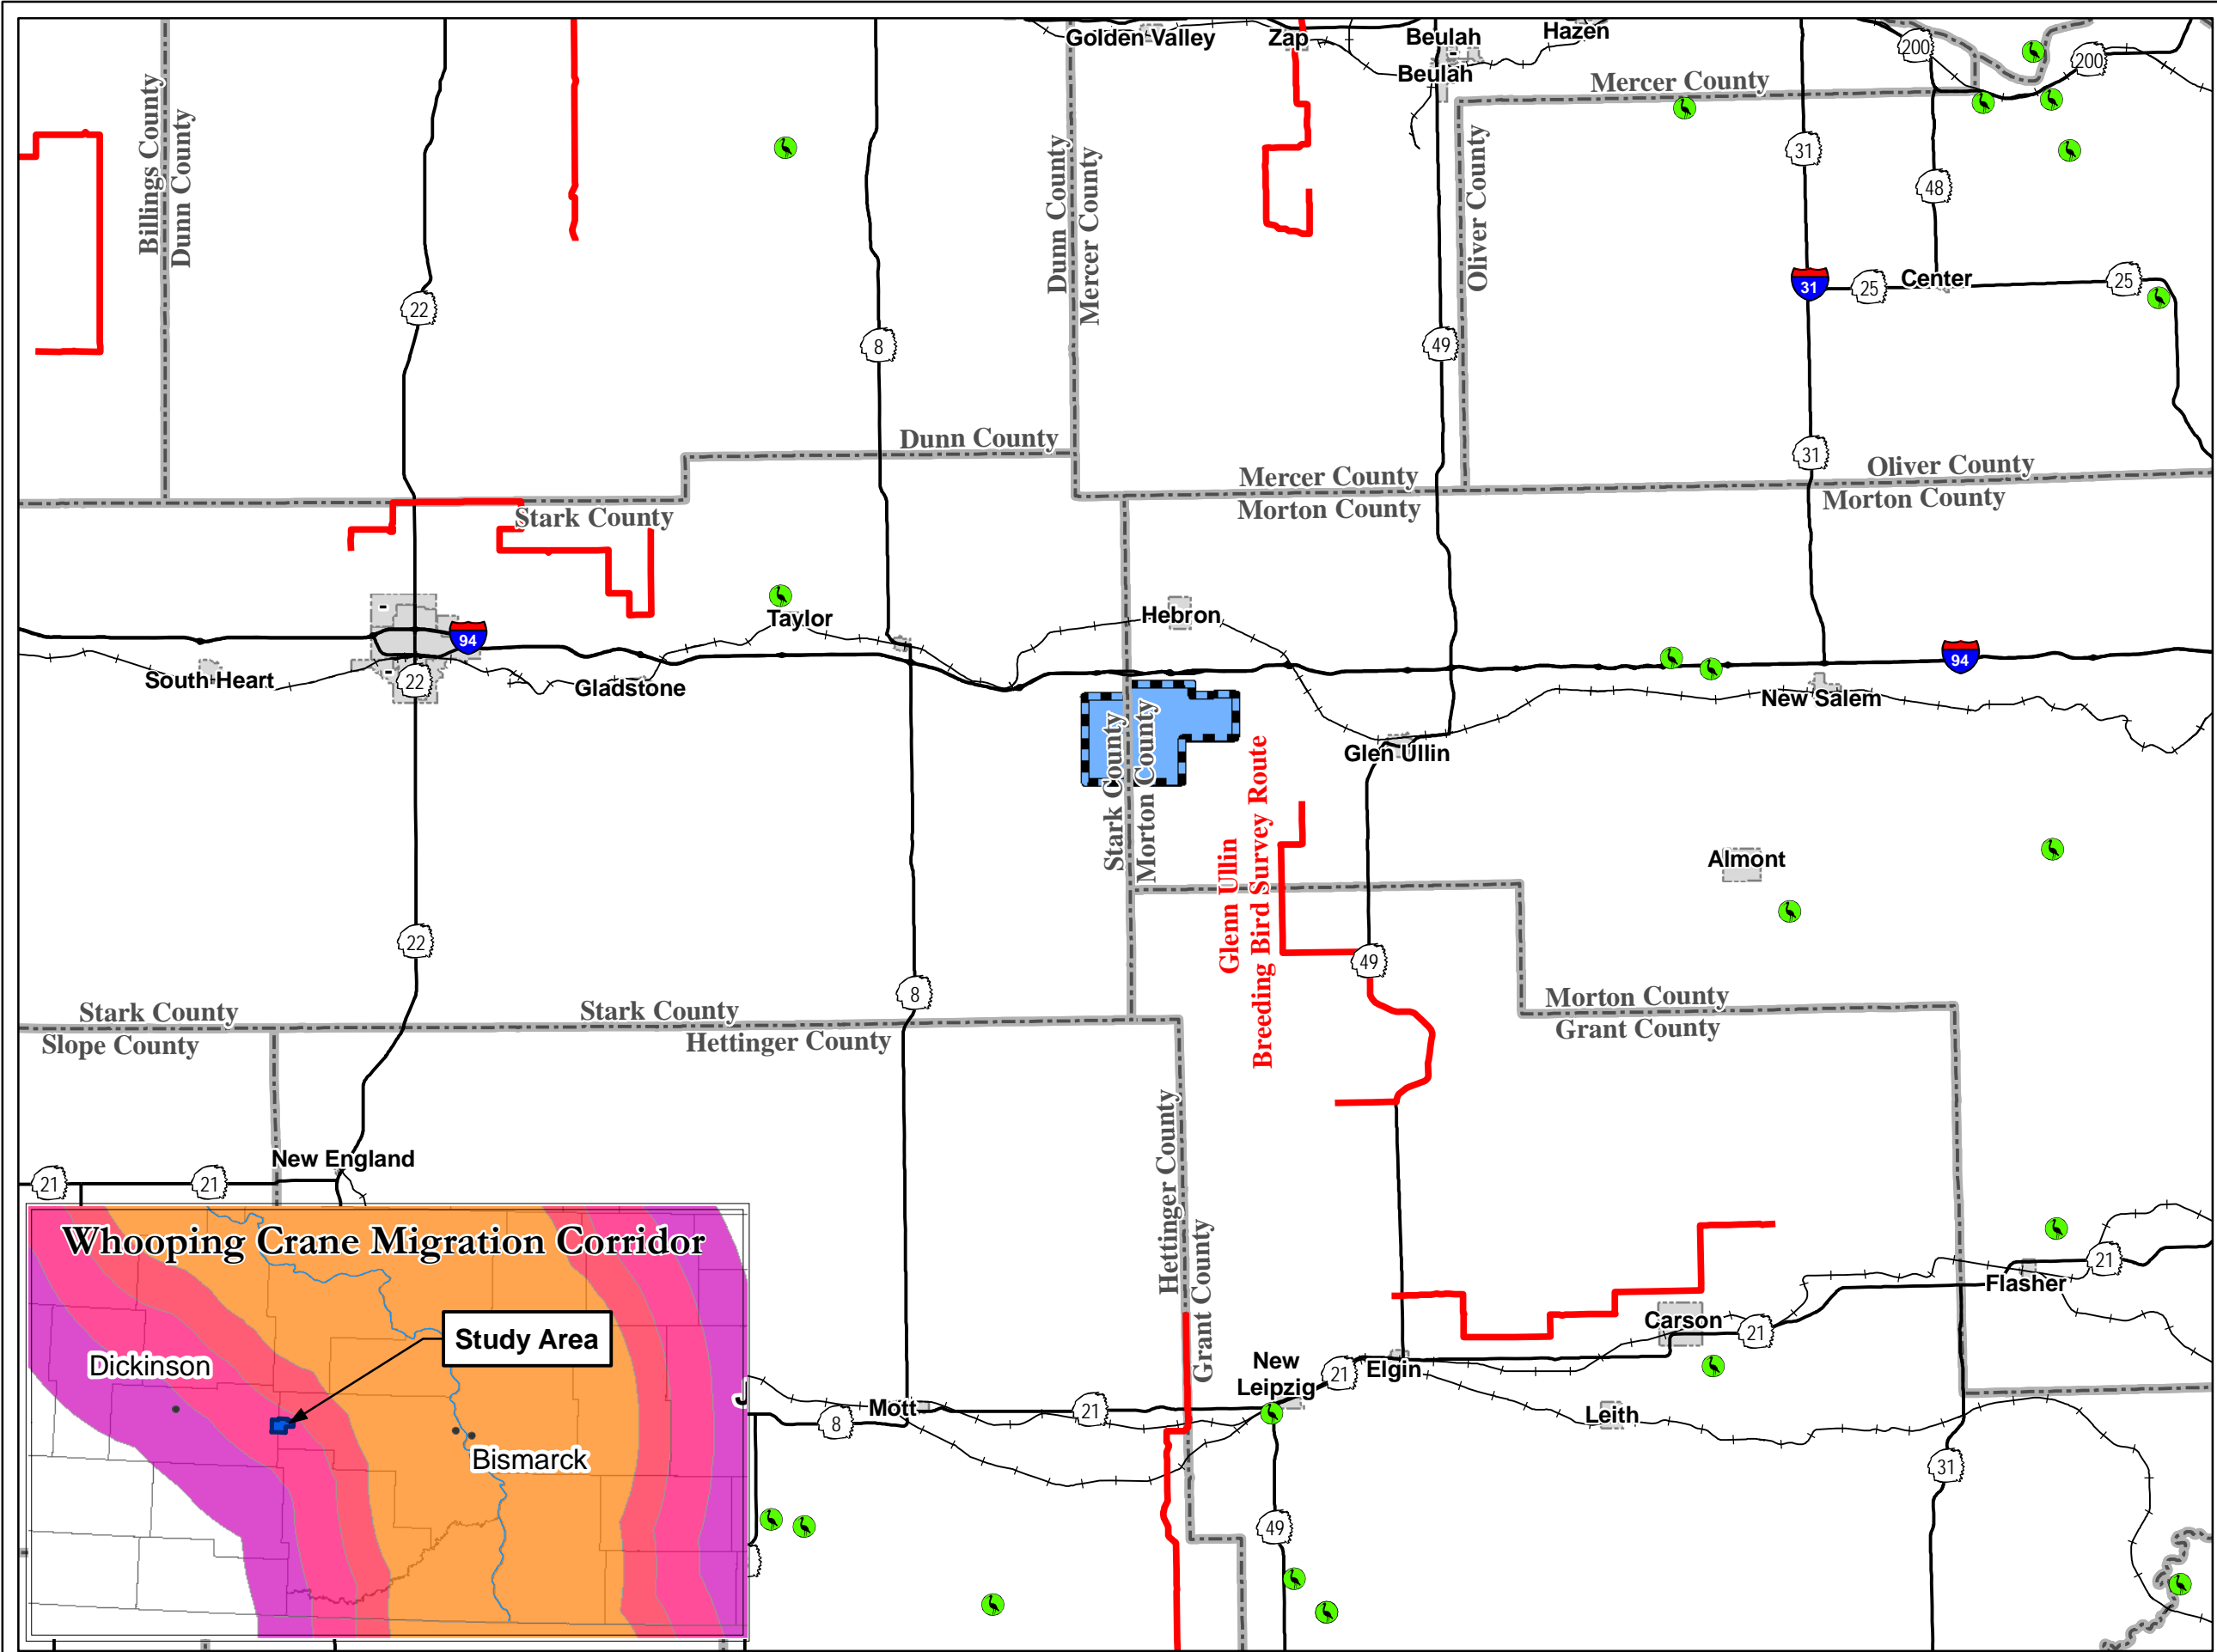 Golden Valley
Zap
Beulah
Hazen
Beulah
200
200
Mercer County
Billings County
Dunn County
Dunn County
Mercer County
Oliver County
31
48
22
8
49
31
25
Center
25
Dunn County
Mercer County
Morton County
31
Oliver County
Morton County
Stark County
94
Taylor
Hebron
South Heart
22
Gladstone
94
New Salem
Stark County
Morton County
Glen Ullin
Glenn Ulin
Breeding Bird Survey Route
Almont
22
49
8
Stark County
Slope County
Stark County
Hettinger County
Morton County
Grant County
Hettinger County
Grant County
New England
21
21
Whooping Crane Migration Corridor
Study Area
Dickinson
Bismarck
J
8
Mott
21
New
Leipzig
21
Elgin
Carson
21
Flasher
21
Leith
49
31